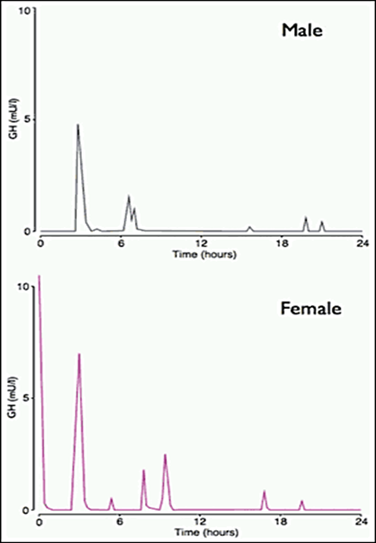 10
Male
GH (mU/l)
5
0
0 6 12 18 24
Time (hours)
10
Female
GH (mU/l)
5
0
0 6 12 18 24
Time (hours)